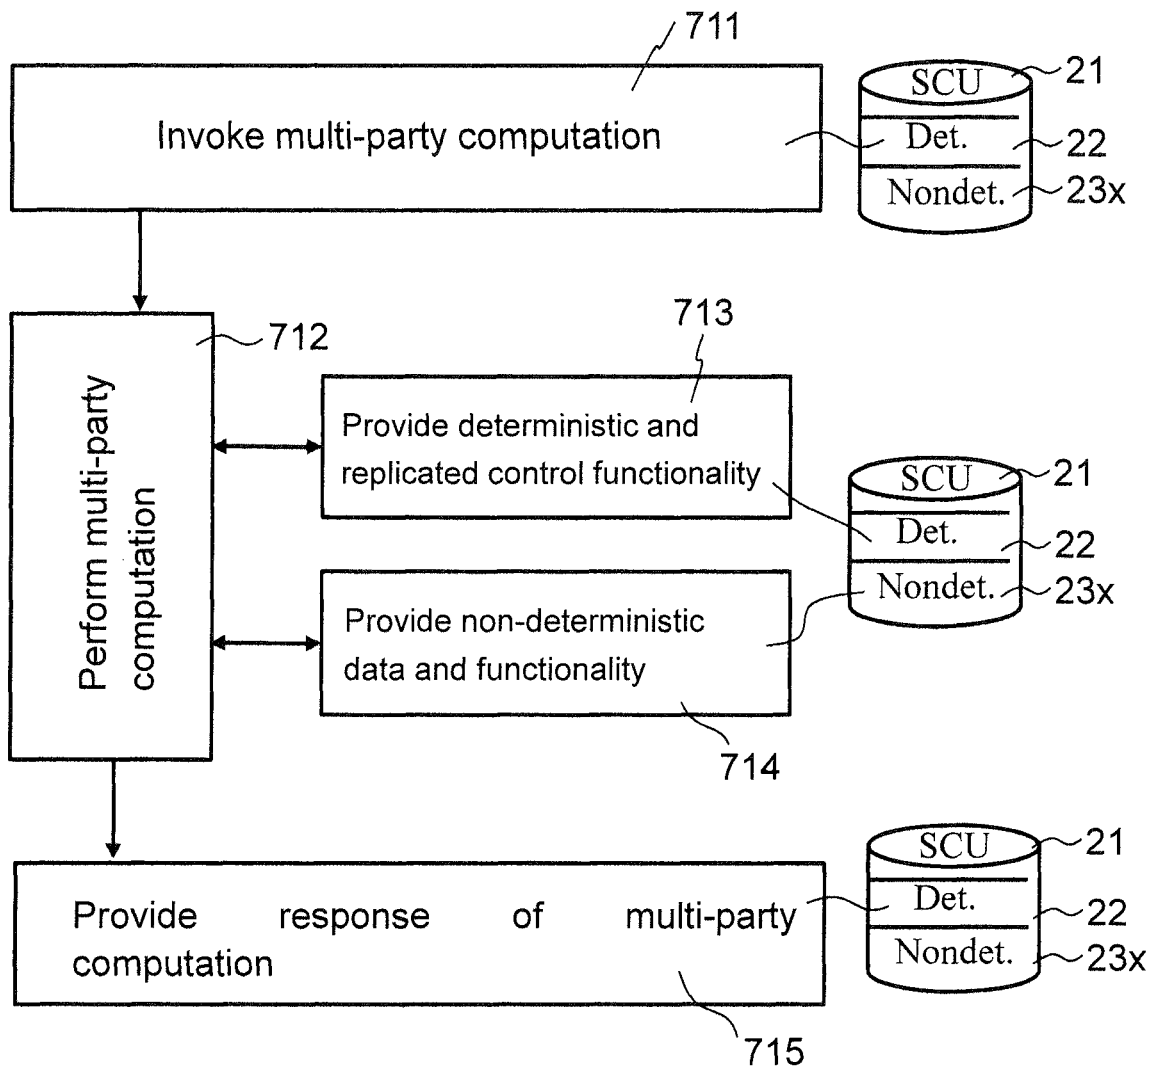 711
Invoke multi-party computation
SCU
21
Det.
22
Nondet.
23x
712
Perform multi-party
computation
713
Provide deterministic and
replicated control functionality
SCU
21
Det.
22
Nondet.
23x
Provide non-deterministic
data and functionality
714
SCU
21
Det.
22
Nondet.
23x
Provide response of multi-party
computation
715